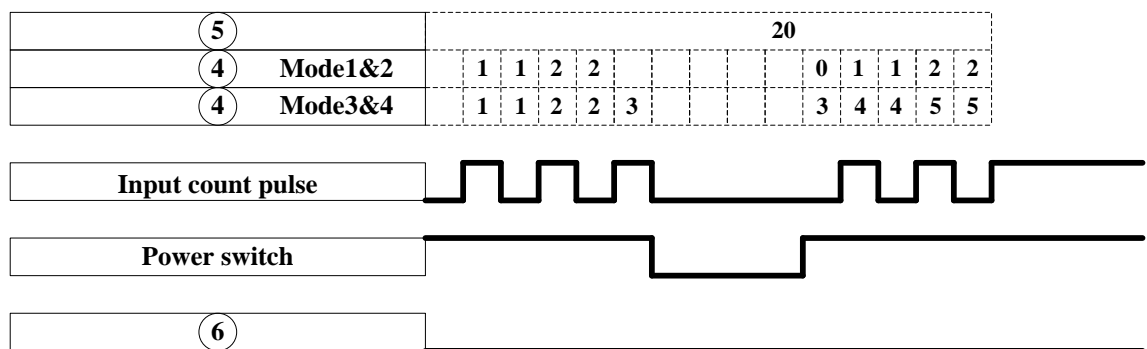 ⑤ 20
④ Mode1&2 1 1 2 2 0 1 1 2 2
④ Mode3&4 1 1 2 2 3 3 4 4 5 5
Input count pulse
Power switch
⑥